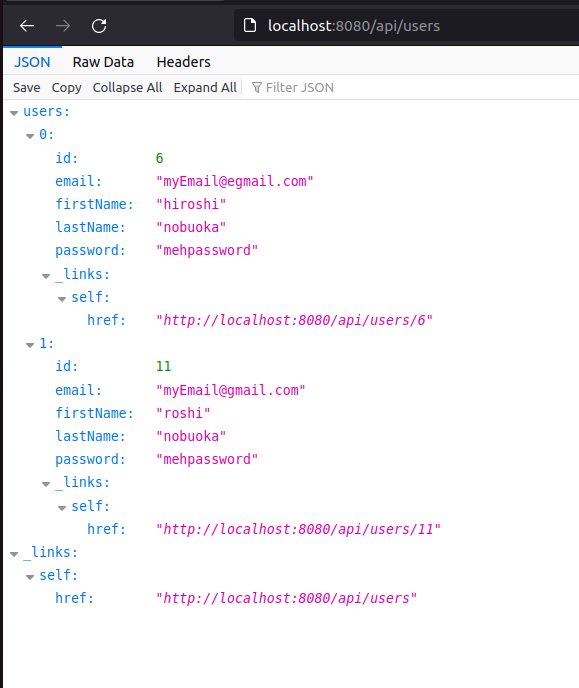 localhost:8080/api/users
JSON Raw Data Headers
Save Copy Collapse All Expand All Filter JSON
users:
0:
id: 6
email: "myEmail@egmail.com"
firstName: "hiroshi"
lastName: "nobuoka"
password: "mehpassword"
_links:
self:
href: "http://localhost:8080/api/users/6"
1:
id: 11
email: "myEmail@gmail.com"
firstName: "roshi"
lastName: "nobuoka"
password: "mehpassword"
_links:
self:
href: "http://localhost:8080/api/users/11"
_links:
self:
href: "http://localhost:8080/api/users"